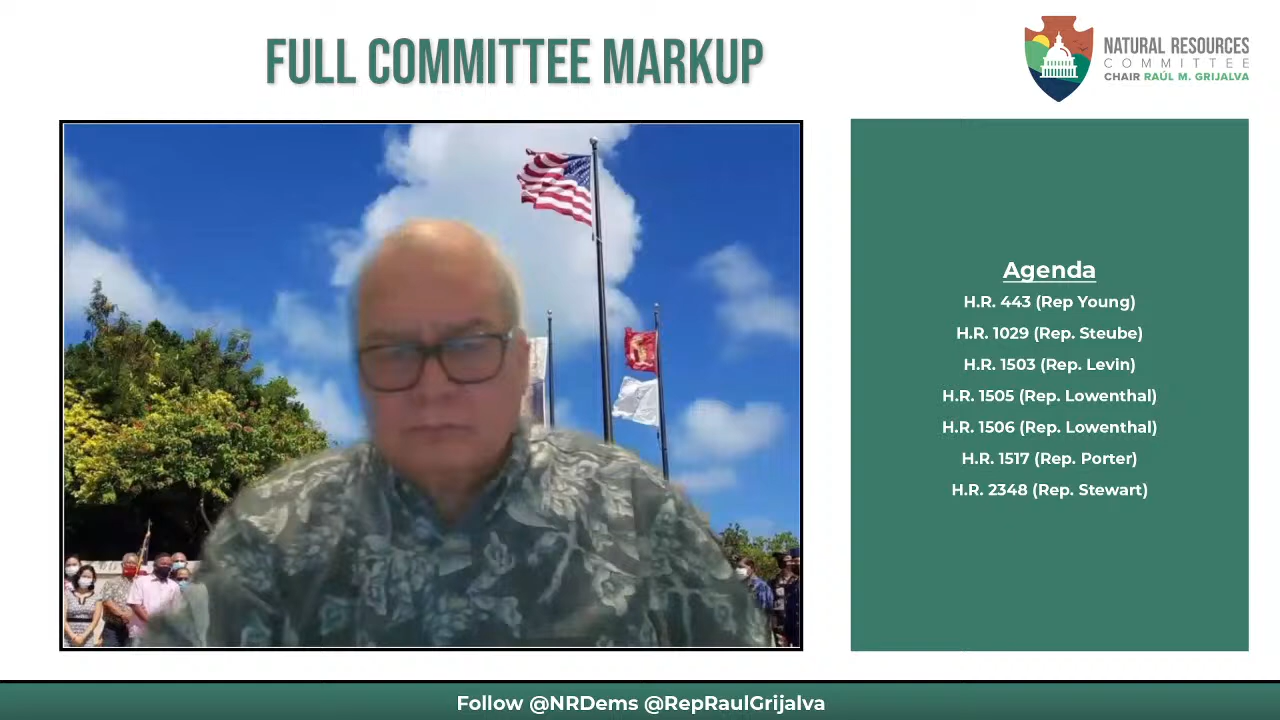 FULL COMMITTEE MARKUP
NATURAL RESOURCES
COMMITTEE
CHAIR RAÚL M. GRIJALVA
Agenda
H.R. 443 (Rep Young)
H.R. 1029 (Rep. Steube)
H.R. 1503 (Rep. Levin)
H.R. 1505 (Rep. Lowenthal)
H.R. 1506 (Rep. Lowenthal)
H.R. 1517 (Rep. Porter)
H.R. 2348 (Rep. Stewart)
Follow @NRDems @RepRaulGrijalva